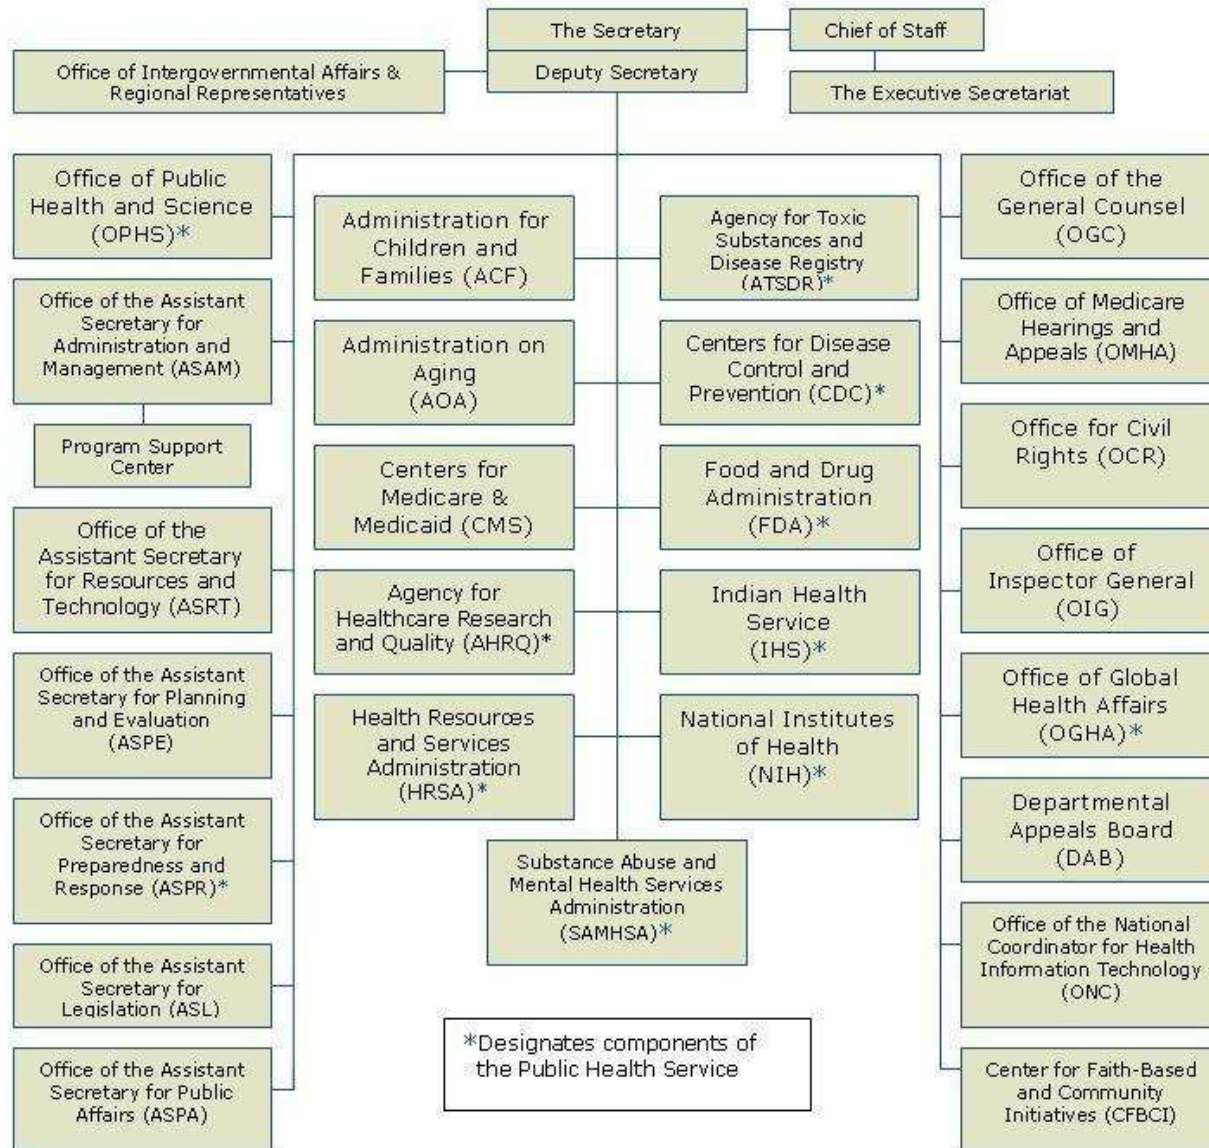 The Secretary
Chief of Staff
Office of Intergovernmental Affairs &
Regional Representatives
Deputy Secretary
The Executive Secretariat
Office of Public
Health and Science
(OPHS)*
Office of the Assistant
Secretary for
Administration and
Management (ASAM)
Program Support
Center
Office of the
Assistant Secretary
for Resources and
Technology (ASRT)
Office of the Assistant
Secretary for Planning
and Evaluation
(ASPE)
Office of the Assistant
Secretary for
Preparedness and
Response (ASPR)*
Office of the Assistant
Secretary for
Legislation (ASL)
Office of the Assistant
Secretary for Public
Affairs (ASPA)
Administration for
Children and
Families (ACF)
Administration on
Aging
(AOA)
Centers for
Medicare &
Medicaid (CMS)
Agency for
Healthcare Research
and Quality (AHRQ)*
Health Resources
and Services
Administration
(HRSA)*
Agency for Toxic
Substances and
Disease Registry
(ATSDR)*
Centers for Disease
Control and
Prevention (CDC)*
Food and Drug
Administration
(FDA)*
Indian Health
Service
(IHS)*
National Institutes
of Health
(NIH)*
Substance Abuse and
Mental Health Services
Administration
(SAMHSA)*
Office of the
General Counsel
(OGC)
Office of Medicare
Hearings and
Appeals (OMHA)
Office for Civil
Rights (OCR)
Office of
Inspector General
(OIG)
Office of Global
Health Affairs
(OGHA)*
Departmental
Appeals Board
(DAB)
Office of the National
Coordinator for Health
Information Technology
(ONC)
Center for Faith-Based
and Community
Initiatives (CFBCI)
*Designates components of
the Public Health Service